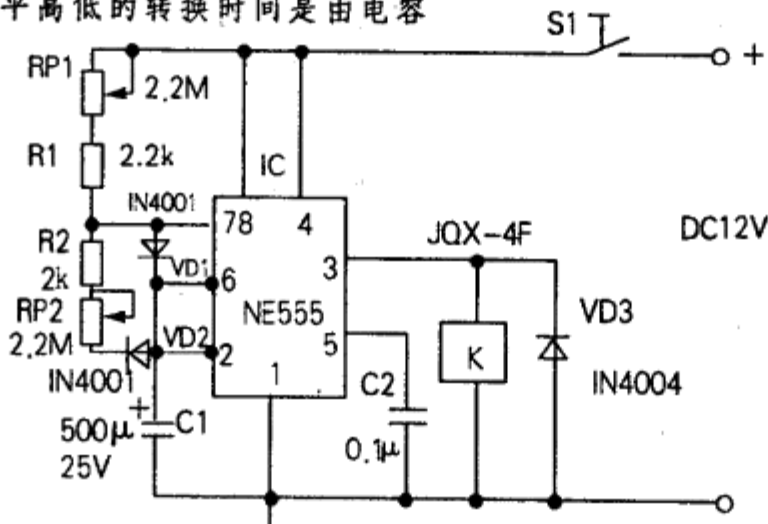 平高低的转换时间是由电容
S1
RP1
2.2M
+
R1
2.2k
IC
IN4001
78
4
JQX-4F
DC12V
R2
2k
VD1
6
3
RP2
NE555
VD3
2.2M
VD2
2
5
K
IN4001
1
C2
IN4004
+
500μ
C1
25V
0.1μ